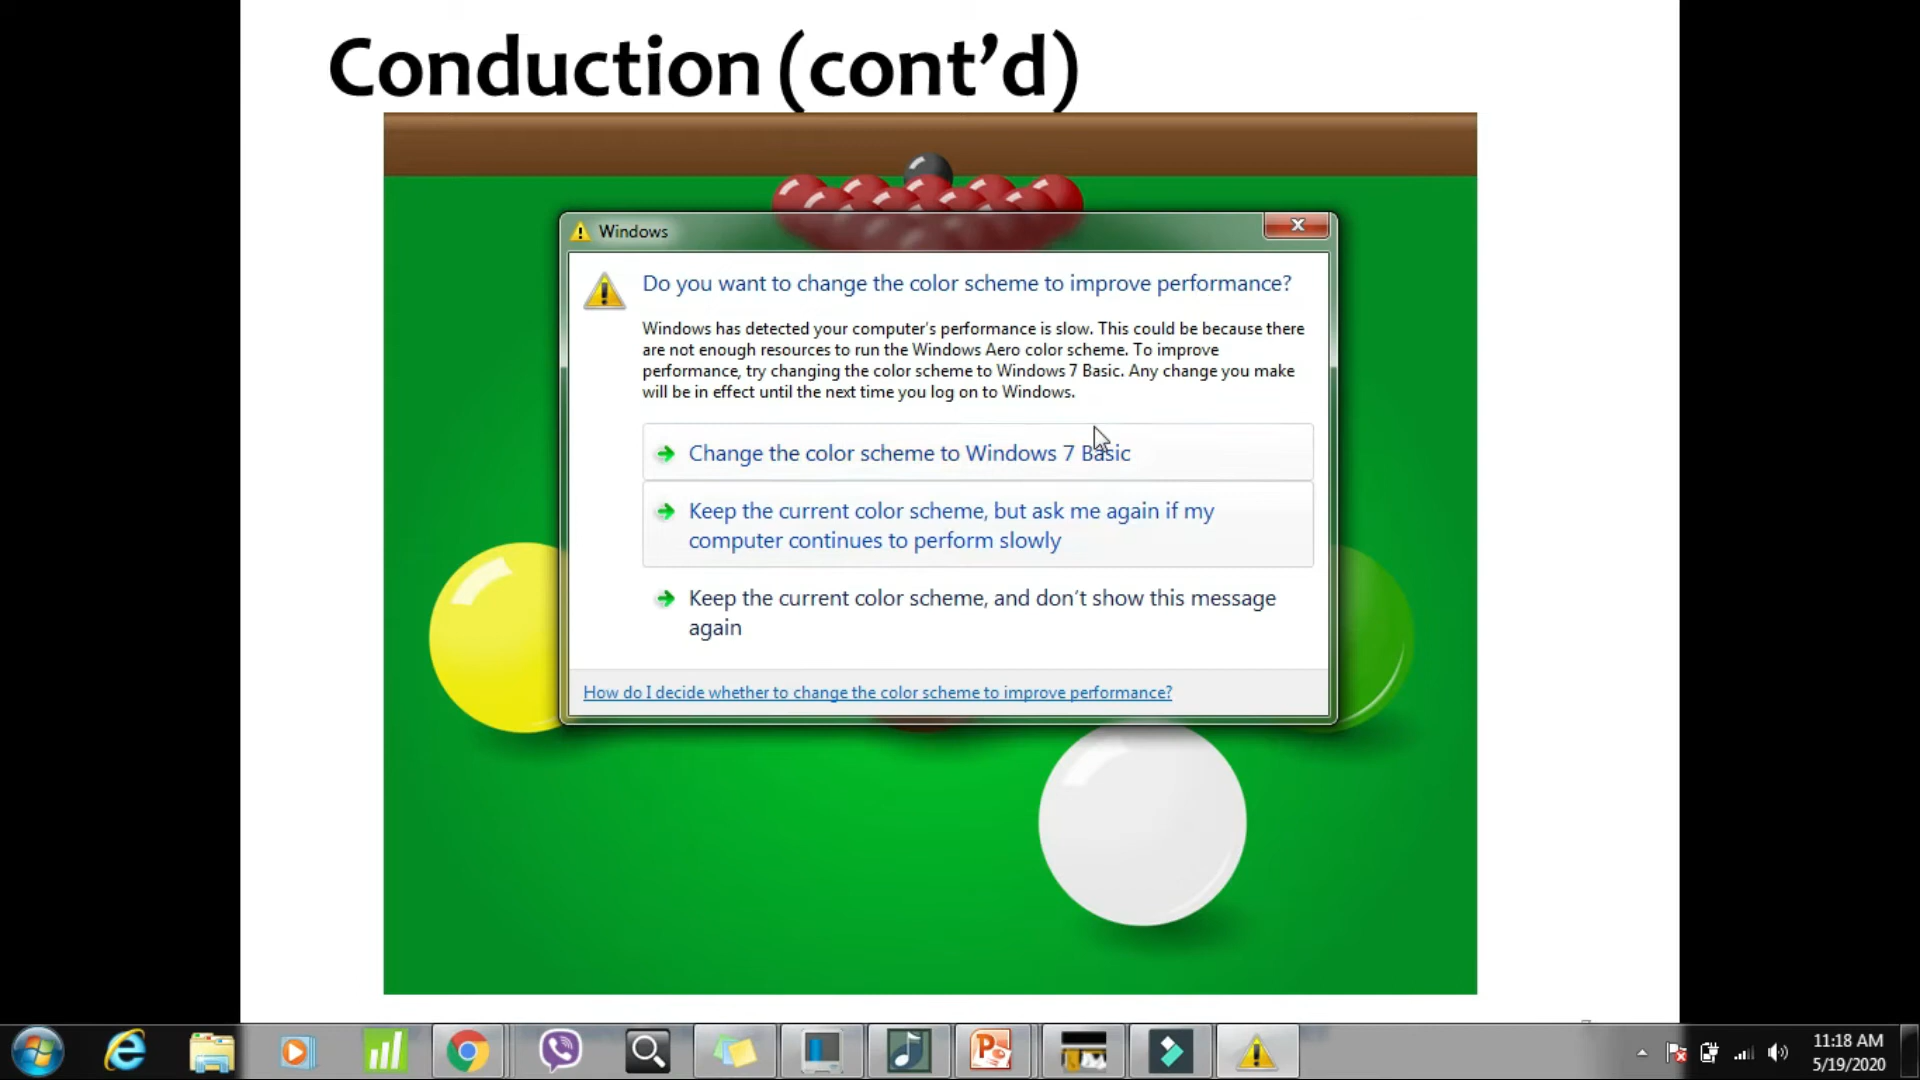 Conduction (cont’d)
Windows
Do you want to change the color scheme to improve performance?
Windows has detected your computer's performance is slow. This could be because there
are not enough resources to run the Windows Aero color scheme. To improve
performance, try changing the color scheme to Windows 7 Basic. Any change you make
will be in effect until the next time you log on to Windows.
Change the color scheme to Windows 7 Basic
Keep the current color scheme, but ask me again if my
computer continues to perform slowly
Keep the current color scheme, and don't show this message
again
How do I decide whether to change the color scheme to improve performance?
11:18 AM
5/19/2020